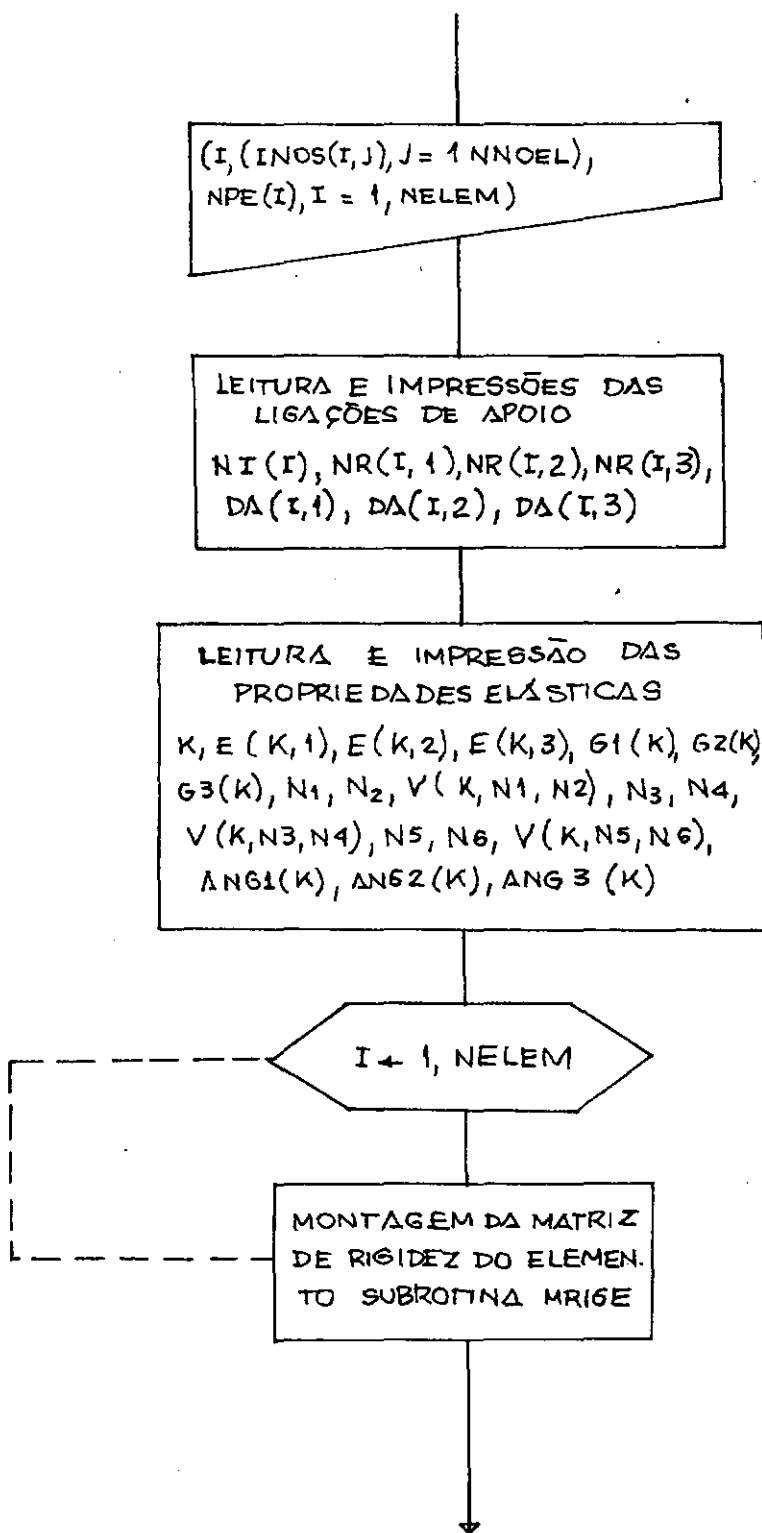 (I, (INOS(I,J), J = 1 NNOEL),
NPE(I), I = 1, NELEM)
LEITURA E IMPRESSÕES DAS
LIGAÇÕES DE APOIO
NI(I), NR(I,1), NR(I,2), NR(I,3),
DA(I,1), DA(I,2), DA(I,3)
LEITURA E IMPRESSÃO DAS
PROPRIEDADES ELÁSTICAS
K, E(K,1), E(K,2), E(K,3), G1(K), G2(K),
G3(K), N1, N2, V(K,N1,N2), N3, N4,
V(K,N3,N4), N5, N6, V(K,N5,N6),
ANG1(K), ANG2(K), ANG3(K)
I ← 1, NELEM
MONTAGEM DA MATRIZ
DE RIGIDEZ DO ELEMEN.
TO SUBROTINA MRIGE